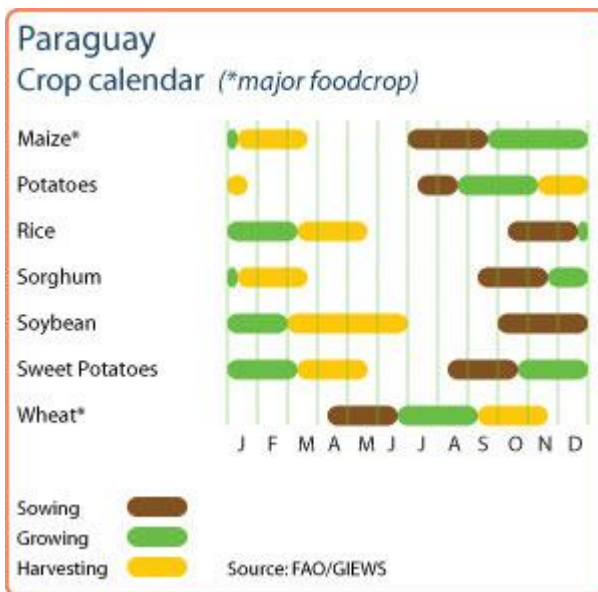 Paraguay
Crop calendar (*major foodcrop)
Maize*
Potatoes
Rice
Sorghum
Soybean
Sweet Potatoes
Wheat*
J F M A M J J A S O N D
Sowing
Growing
Harvesting
Source: FAO/GIEWS